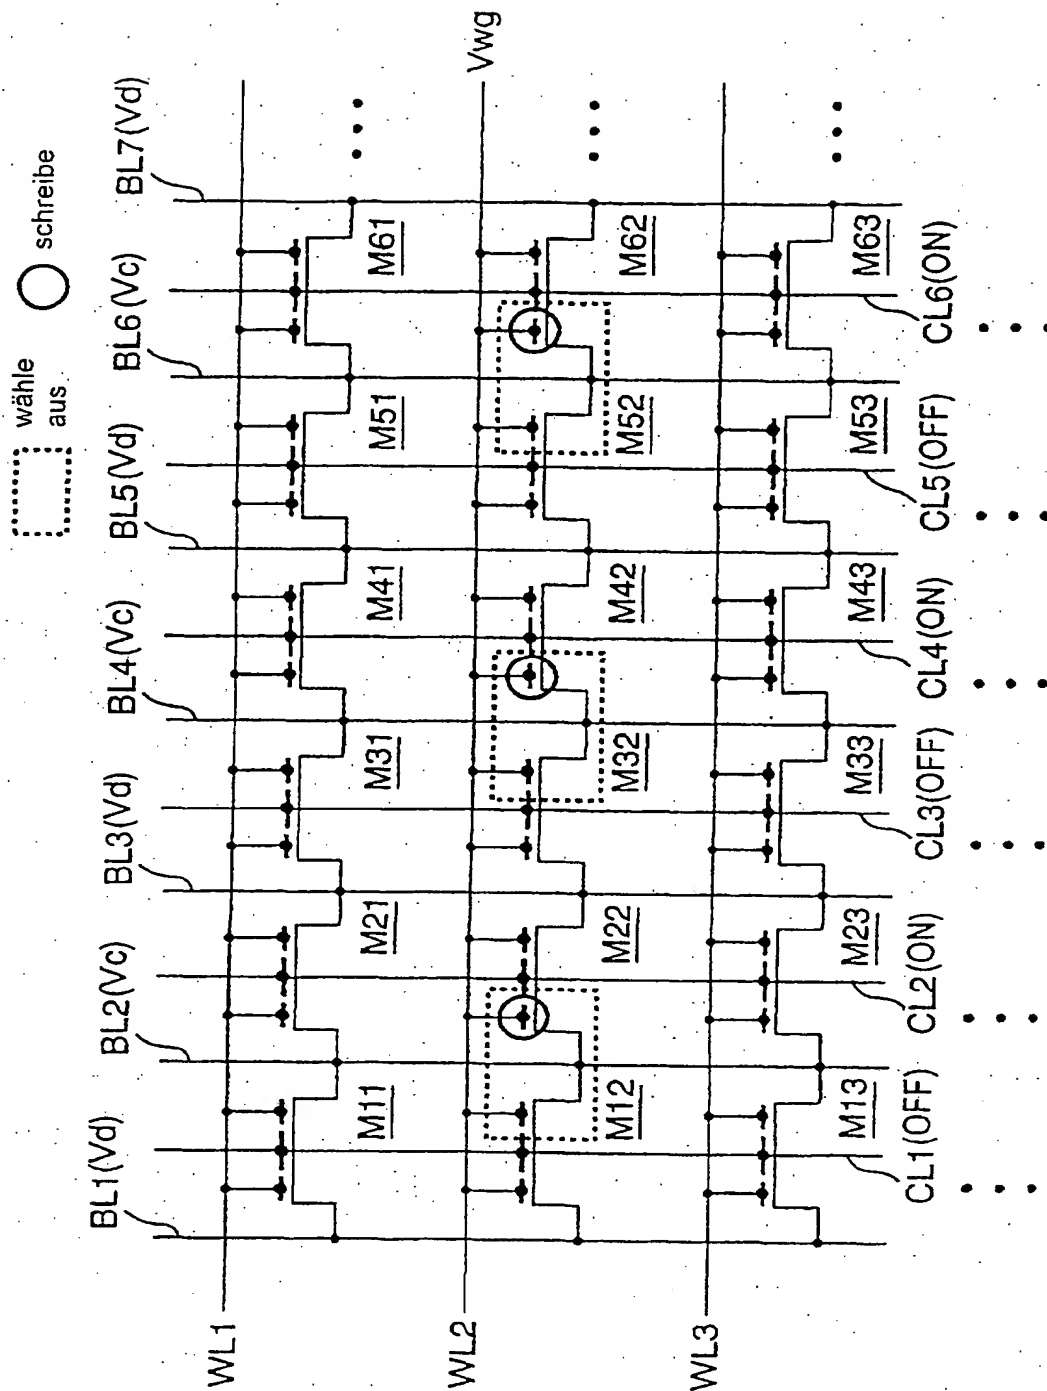 wähle
aus
schreibe
BL1(Vd)
BL2(Vc)
BL3(Vd)
BL4(Vc)
BL5(Vd)
BL6(Vc)
BL7(Vd)
WL1
M11
M21
M31
M41
M51
M61
WL2
Vwg
M12
M22
M32
M42
M52
M62
WL3
M13
M23
M33
M43
M53
M63
CL1(OFF)
CL2(ON)
CL3(OFF)
CL4(ON)
CL5(OFF)
CL6(ON)